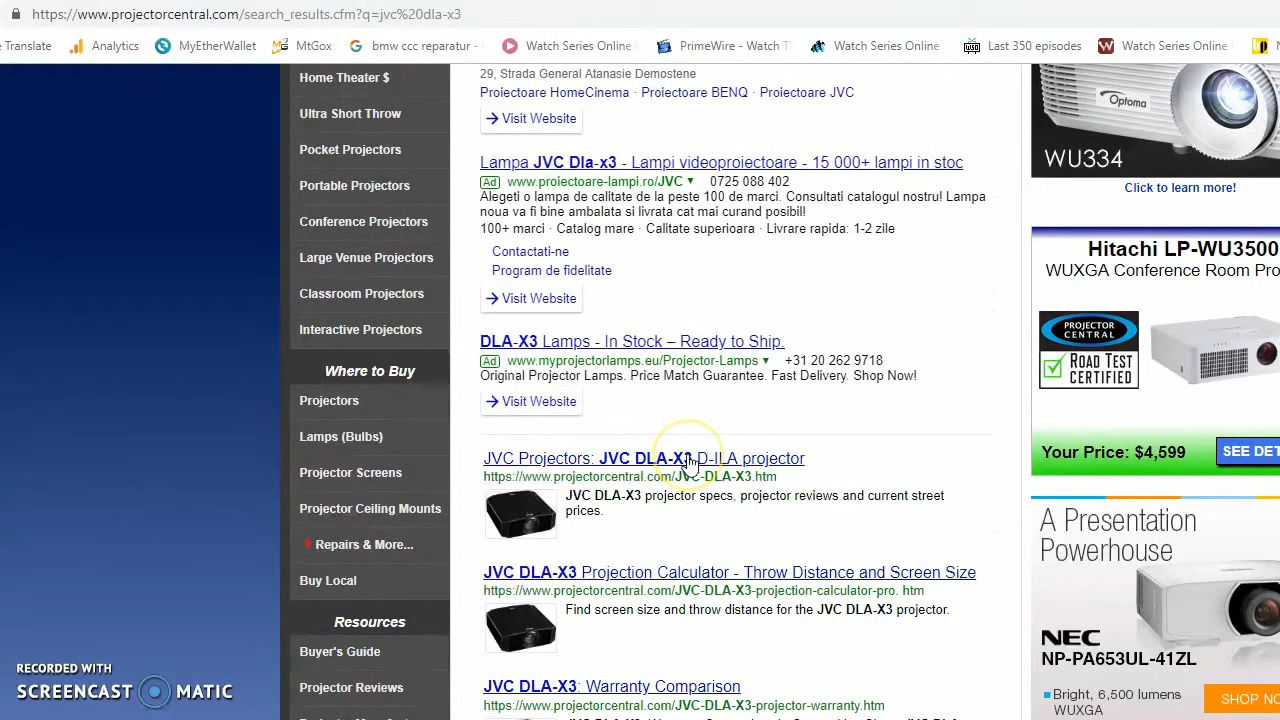 https://www.projectorcentral.com/search_results.cfm?q=jvc%20dla-x3
Translate
Analytics
MyEtherWallet
MtGox
bmw ccc reparatur -
Watch Series Online
PrimeWire - Watch
Watch Series Online
Last 350 episodes
Watch Series Online
Home Theater $
Ultra Short Throw
Pocket Projectors
Portable Projectors
Conference Projectors
Large Venue Projectors
Classroom Projectors
Interactive Projectors
Where to Buy
Projectors
Lamps (Bulbs)
Projector Screens
Projector Ceiling Mounts
Repairs & More...
Buy Local
Resources
Buyer's Guide
Projector Reviews
29, Strada General Atanasie Demostene
Proiectoare HomeCinema · Proiectoare BENQ · Proiectoare JVC
Visit Website
Lampa JVC Dla-x3 - Lampi videoproiectoare - 15 000+ lampi in stoc
Ad www.proiectoare-lampi.ro/JVC 0725 088 402
Alegeti o lampa de calitate de la peste 100 de marci. Consultati catalogul nostru! Lampa
noua va fi bine ambalata si livrata cat mai curand posibil!
100+ marci · Catalog mare · Calitate superioara · Livrare rapida: 1-2 zile
Contactati-ne
Program de fidelitate
Visit Website
DLA-X3 Lamps - In Stock – Ready to Ship.
Ad www.myprojectorlamps.eu/Projector-Lamps +31 20 262 9718
Original Projector Lamps. Price Match Guarantee. Fast Delivery. Shop Now!
Visit Website
JVC Projectors: JVC DLA-X3 D-ILA projector
https://www.projectorcentral.com/JVC-DLA-X3.htm
JVC DLA-X3 projector specs, projector reviews and current street
prices.
JVC DLA-X3 Projection Calculator - Throw Distance and Screen Size
https://www.projectorcentral.com/JVC-DLA-X3-projection-calculator-pro. htm
Find screen size and throw distance for the JVC DLA-X3 projector.
JVC DLA-X3: Warranty Comparison
https://www.projectorcentral.com/JVC-DLA-X3-projector-warranty.htm
Optoma
WU334
Click to learn more!
Hitachi LP-WU3500
WUXGA Conference Room Pro
PROJECTOR
CENTRAL
ROAD TEST
CERTIFIED
Your Price: $4,599
SEE DET
A Presentation
Powerhouse
NEC
NP-PA653UL-41ZL
Bright, 6,500 lumens
WUXGA
SHOP NO
RECORDED WITH
SCREENCAST MATIC